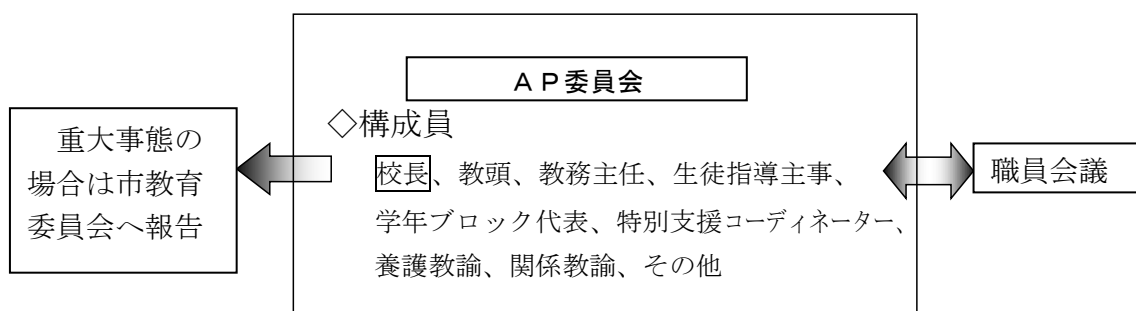 ＡＰ委員会
◇構成員
校長、教頭、教務主任、生徒指導主事、
学年ブロック代表、特別支援コーディネーター、
養護教諭、関係教諭、その他
重大事態の
場合は市教育
委員会へ報告
職員会議